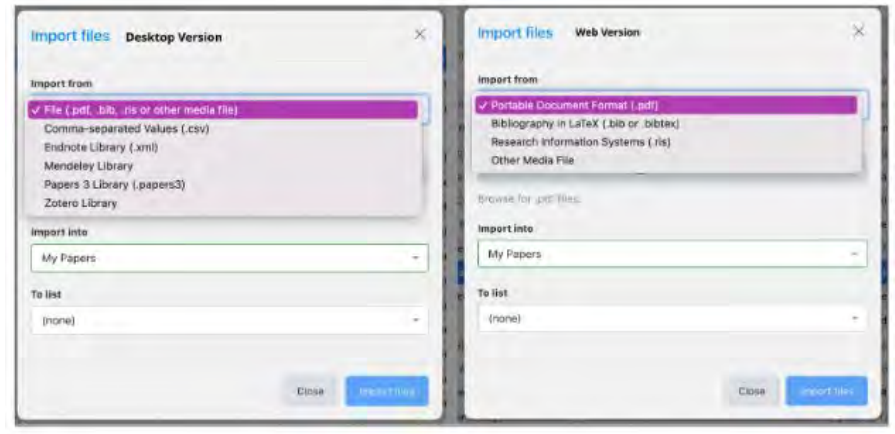 Import files Desktop Version
Import from
✓ File (.pdf, .bib, .ris or other media file)
Comma-separated Values (.csv)
Endnote Library (.xml)
Mendeley Library
Papers 3 Library (.papers3)
Zotero Library
Import into
My Papers
To list
(none)
Close Import files
Import files Web Version
Import from
✓ Portable Document Format (.pdf)
Bibliography in LaTeX (.bib or .bibtex)
Research Information Systems (.ris)
Other Media File
Browse for .pdf files.
Import into
My Papers
To list
(none)
Close Import files